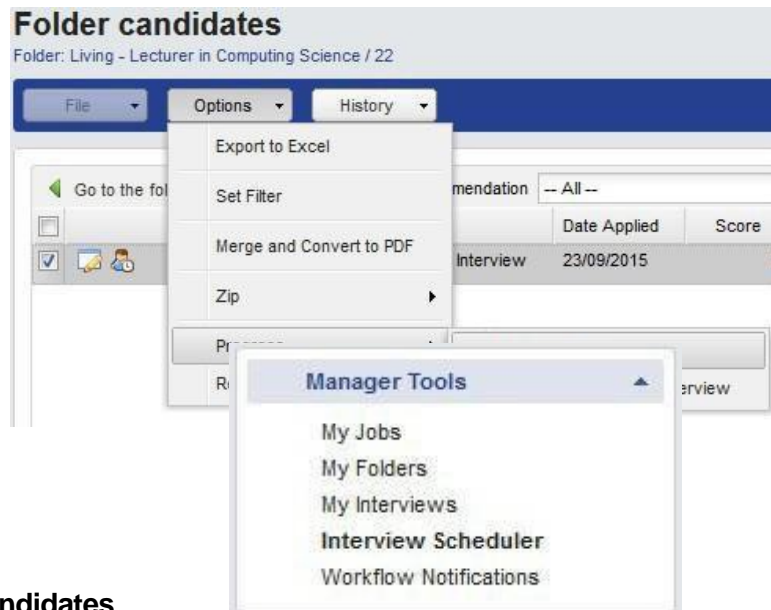 Folder candidates
Folder: Living - Lecturer in Computing Science / 22
File Options History
Export to Excel
Go to the fol mendation -- All --
Set Filter
Date Applied Score
Merge and Convert to PDF
Interview 23/09/2015
Zip
Manager Tools
erview
My Jobs
My Folders
My Interviews
Interview Scheduler
Workflow Notifications
ndidates